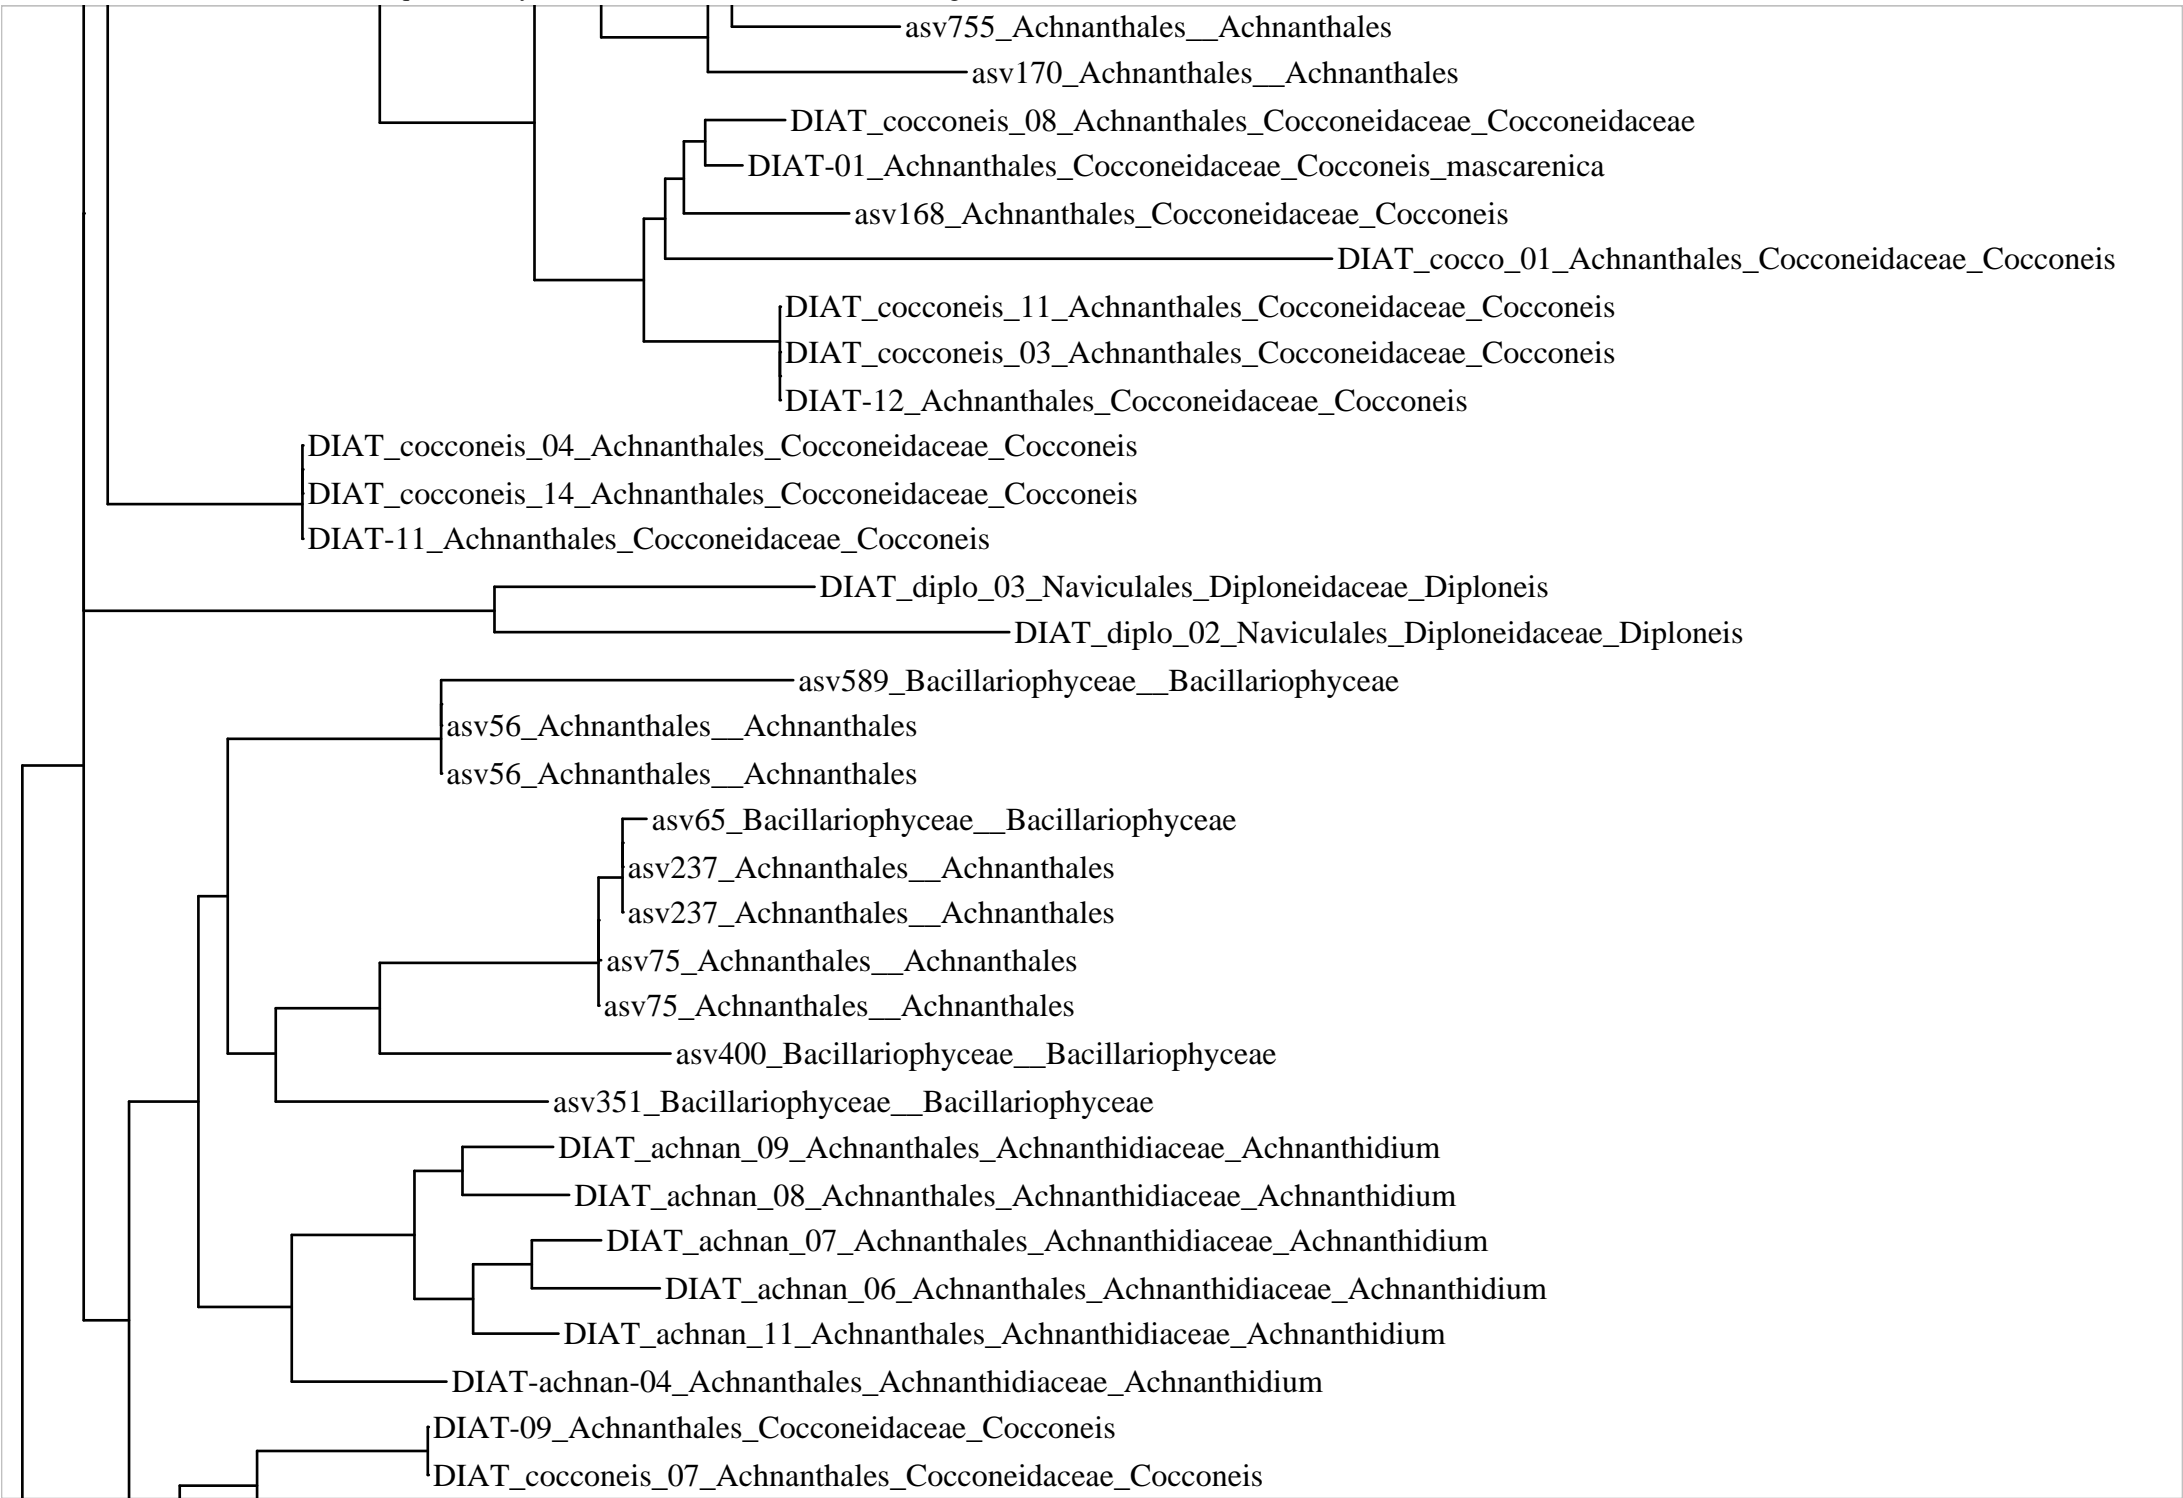 asv755_Achnanthales__Achnanthales
asv170_Achnanthales__Achnanthales
DIAT_cocconeis_08_Achnanthales_Cocconeidaceae_Cocconeidaceae
DIAT-01_Achnanthales_Cocconeidaceae_Cocconeis_mascarenica
asv168_Achnanthales_Cocconeidaceae_Cocconeis
DIAT_cocco_01_Achnanthales_Cocconeidaceae_Cocconeis
DIAT_cocconeis_11_Achnanthales_Cocconeidaceae_Cocconeis
DIAT_cocconeis_03_Achnanthales_Cocconeidaceae_Cocconeis
DIAT-12_Achnanthales_Cocconeidaceae_Cocconeis
DIAT_cocconeis_04_Achnanthales_Cocconeidaceae_Cocconeis
DIAT_cocconeis_14_Achnanthales_Cocconeidaceae_Cocconeis
DIAT-11_Achnanthales_Cocconeidaceae_Cocconeis
DIAT_diplo_03_Naviculales_Diploneidaceae_Diploneis
DIAT_diplo_02_Naviculales_Diploneidaceae_Diploneis
asv589_Bacillariophyceae__Bacillariophyceae
asv56_Achnanthales__Achnanthales
asv56_Achnanthales__Achnanthales
asv65_Bacillariophyceae__Bacillariophyceae
asv237_Achnanthales__Achnanthales
asv237_Achnanthales__Achnanthales
asv75_Achnanthales__Achnanthales
asv75_Achnanthales__Achnanthales
asv400_Bacillariophyceae__Bacillariophyceae
asv351_Bacillariophyceae__Bacillariophyceae
DIAT_achnan_09_Achnanthales_Achnanthidiaceae_Achnanthidium
DIAT_achnan_08_Achnanthales_Achnanthidiaceae_Achnanthidium
DIAT_achnan_07_Achnanthales_Achnanthidiaceae_Achnanthidium
DIAT_achnan_06_Achnanthales_Achnanthidiaceae_Achnanthidium
DIAT_achnan_11_Achnanthales_Achnanthidiaceae_Achnanthidium
DIAT-achnan-04_Achnanthales_Achnanthidiaceae_Achnanthidium
DIAT-09_Achnanthales_Cocconeidaceae_Cocconeis
DIAT_cocconeis_07_Achnanthales_Cocconeidaceae_Cocconeis